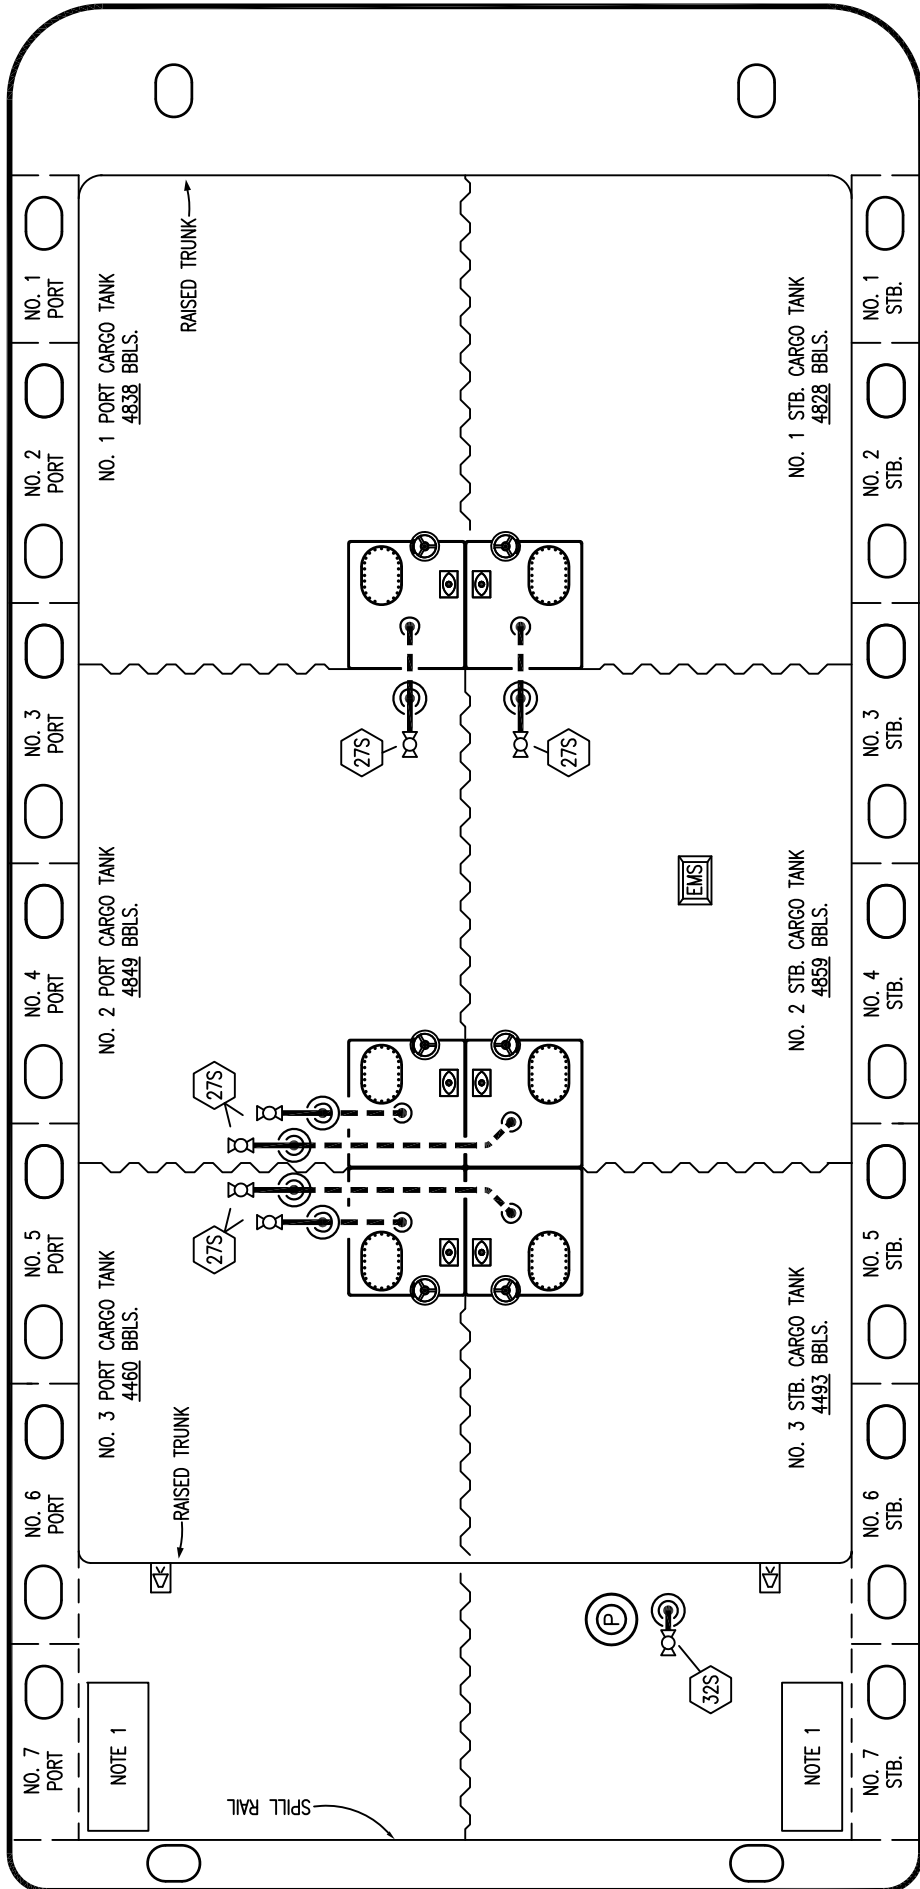 RAISED TRUNK
NO. 1
PORT
NO. 1 PORT CARGO TANK
4838 BBLS.
NO. 1 STB. CARGO TANK
4828 BBLS.
NO. 1
STB.
NO. 2
PORT
NO. 2
STB.
NO. 3
PORT
27S
27S
NO. 3
STB.
NO. 4
PORT
NO. 2 PORT CARGO TANK
4849 BBLS.
EMS
NO. 2 STB. CARGO TANK
4859 BBLS.
NO. 4
STB.
27S
27S
NO. 5
PORT
NO. 3 PORT CARGO TANK
4460 BBLS.
NO. 3 STB. CARGO TANK
4493 BBLS.
NO. 5
STB.
RAISED TRUNK
NO. 6
PORT
NO. 6
STB.
P
32S
NO. 7
PORT
NOTE 1
SPILL RAIL
NOTE 1
NO. 7
STB.